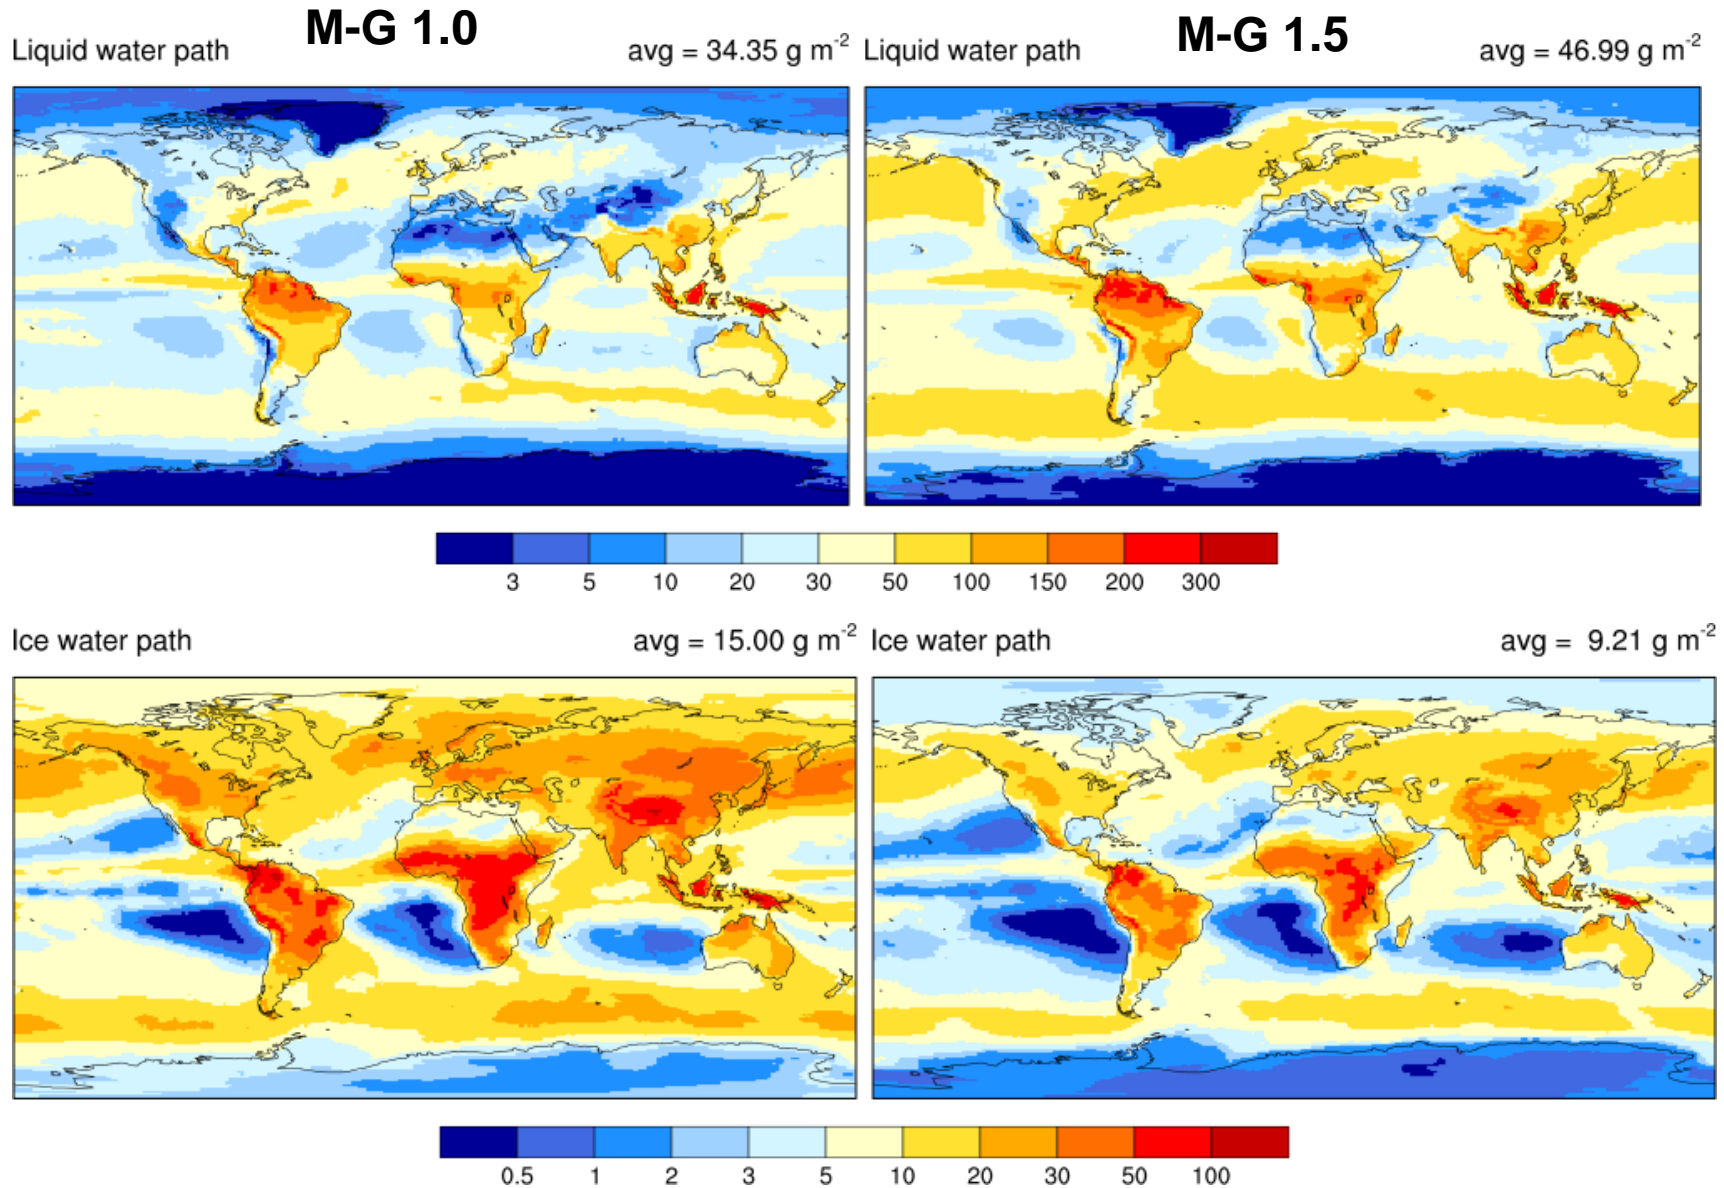 M-G 1.0
M-G 1.5
Liquid water path
avg = 34.35 g m-2
Liquid water path
avg = 46.99 g m-2
3 5 10 20 30 50 100 150 200 300
Ice water path
avg = 15.00 g m-2
Ice water path
avg = 9.21 g m-2
0.5 1 2 3 5 10 20 30 50 100